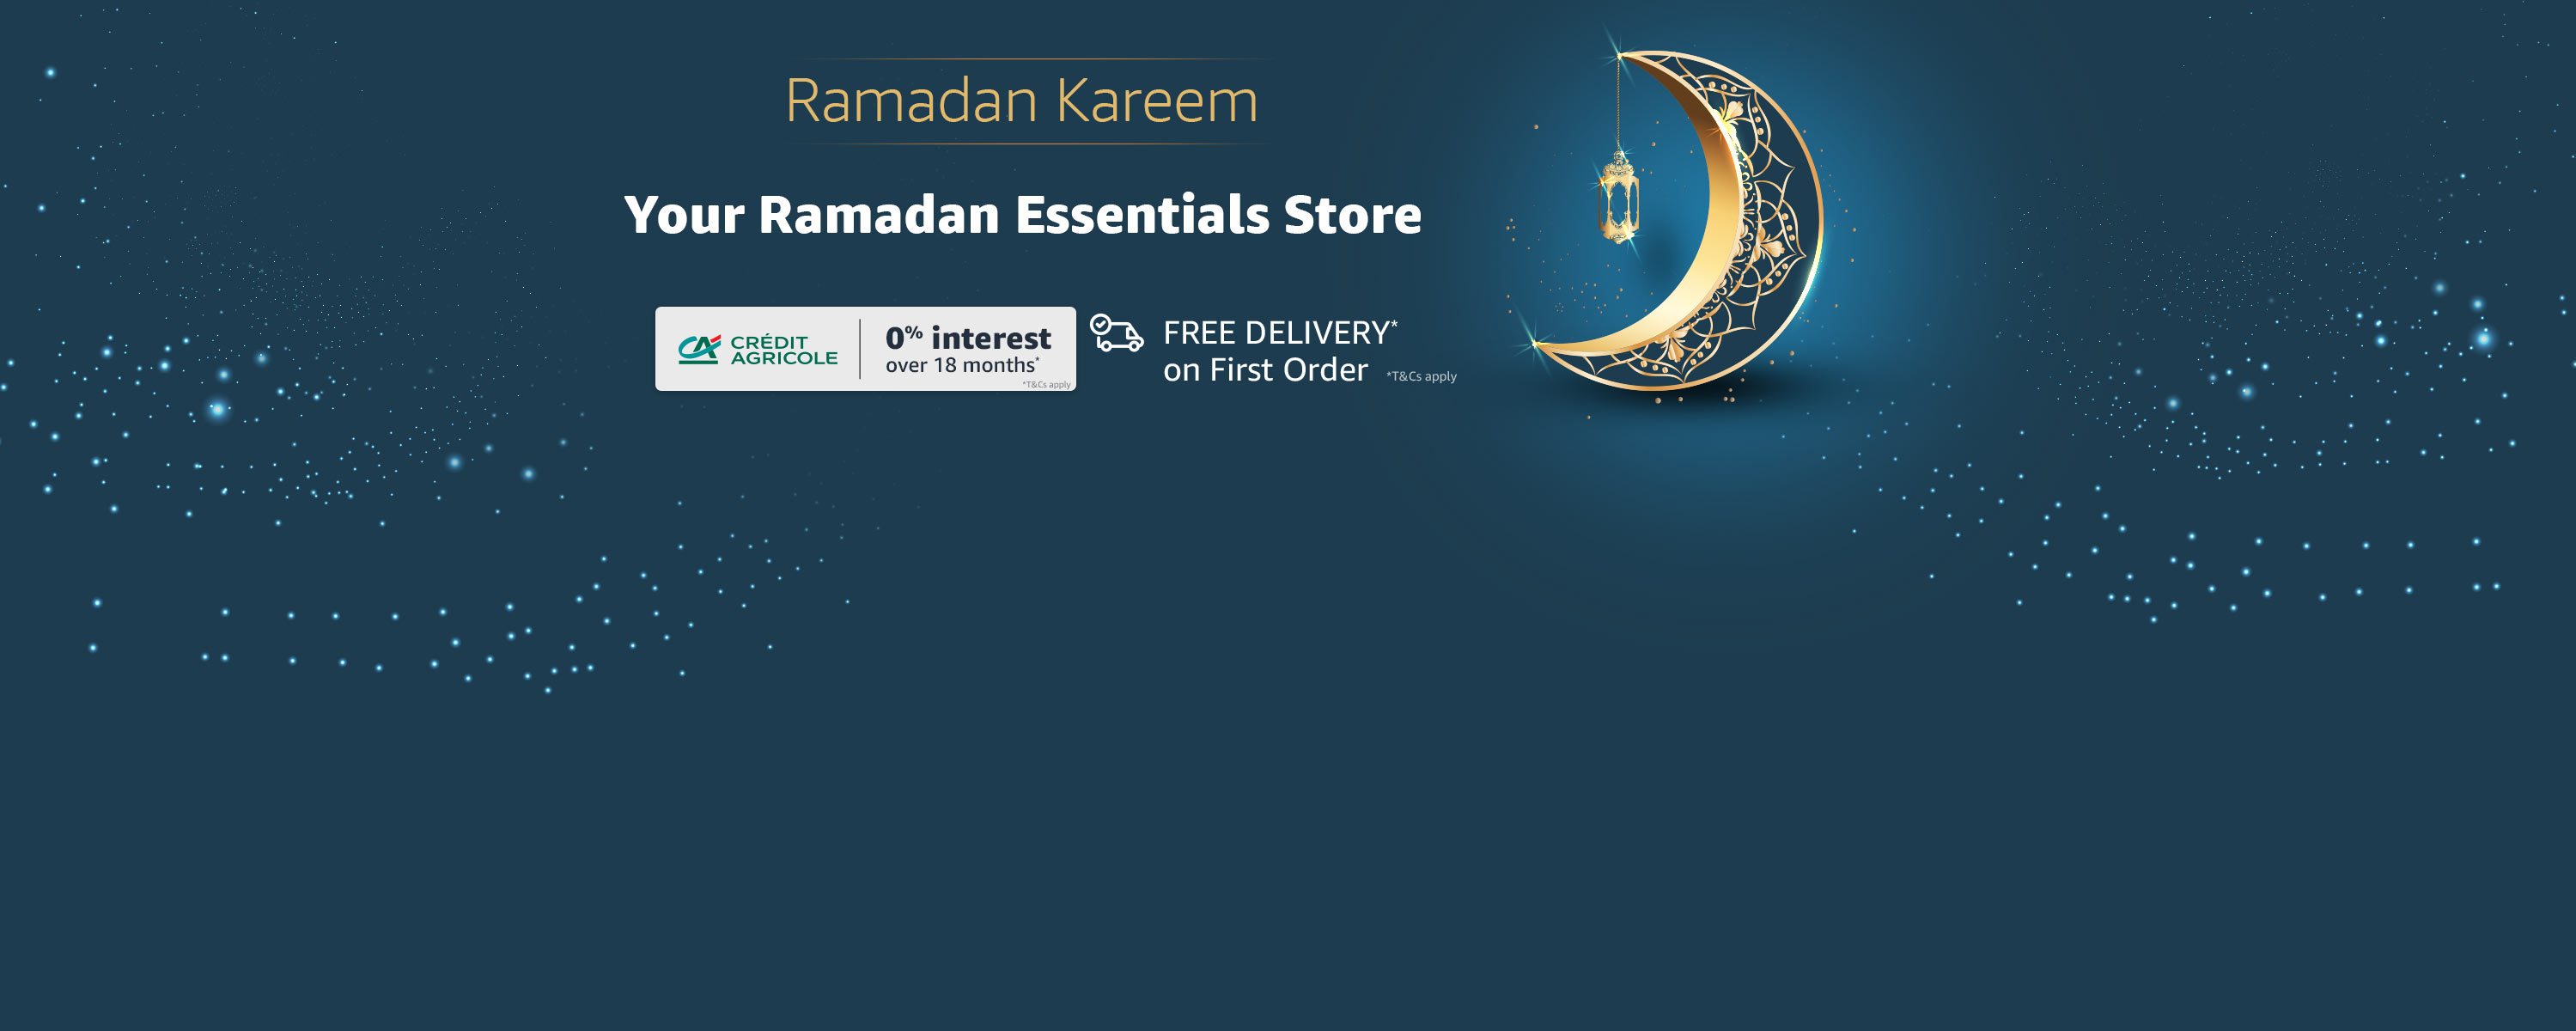 Ramadan Kareem
Your Ramadan Essentials Store
CRÉDIT
AGRICOLE
0% interest
over 18 months*
*T&Cs apply
FREE DELIVERY*
on First Order
*T&Cs apply